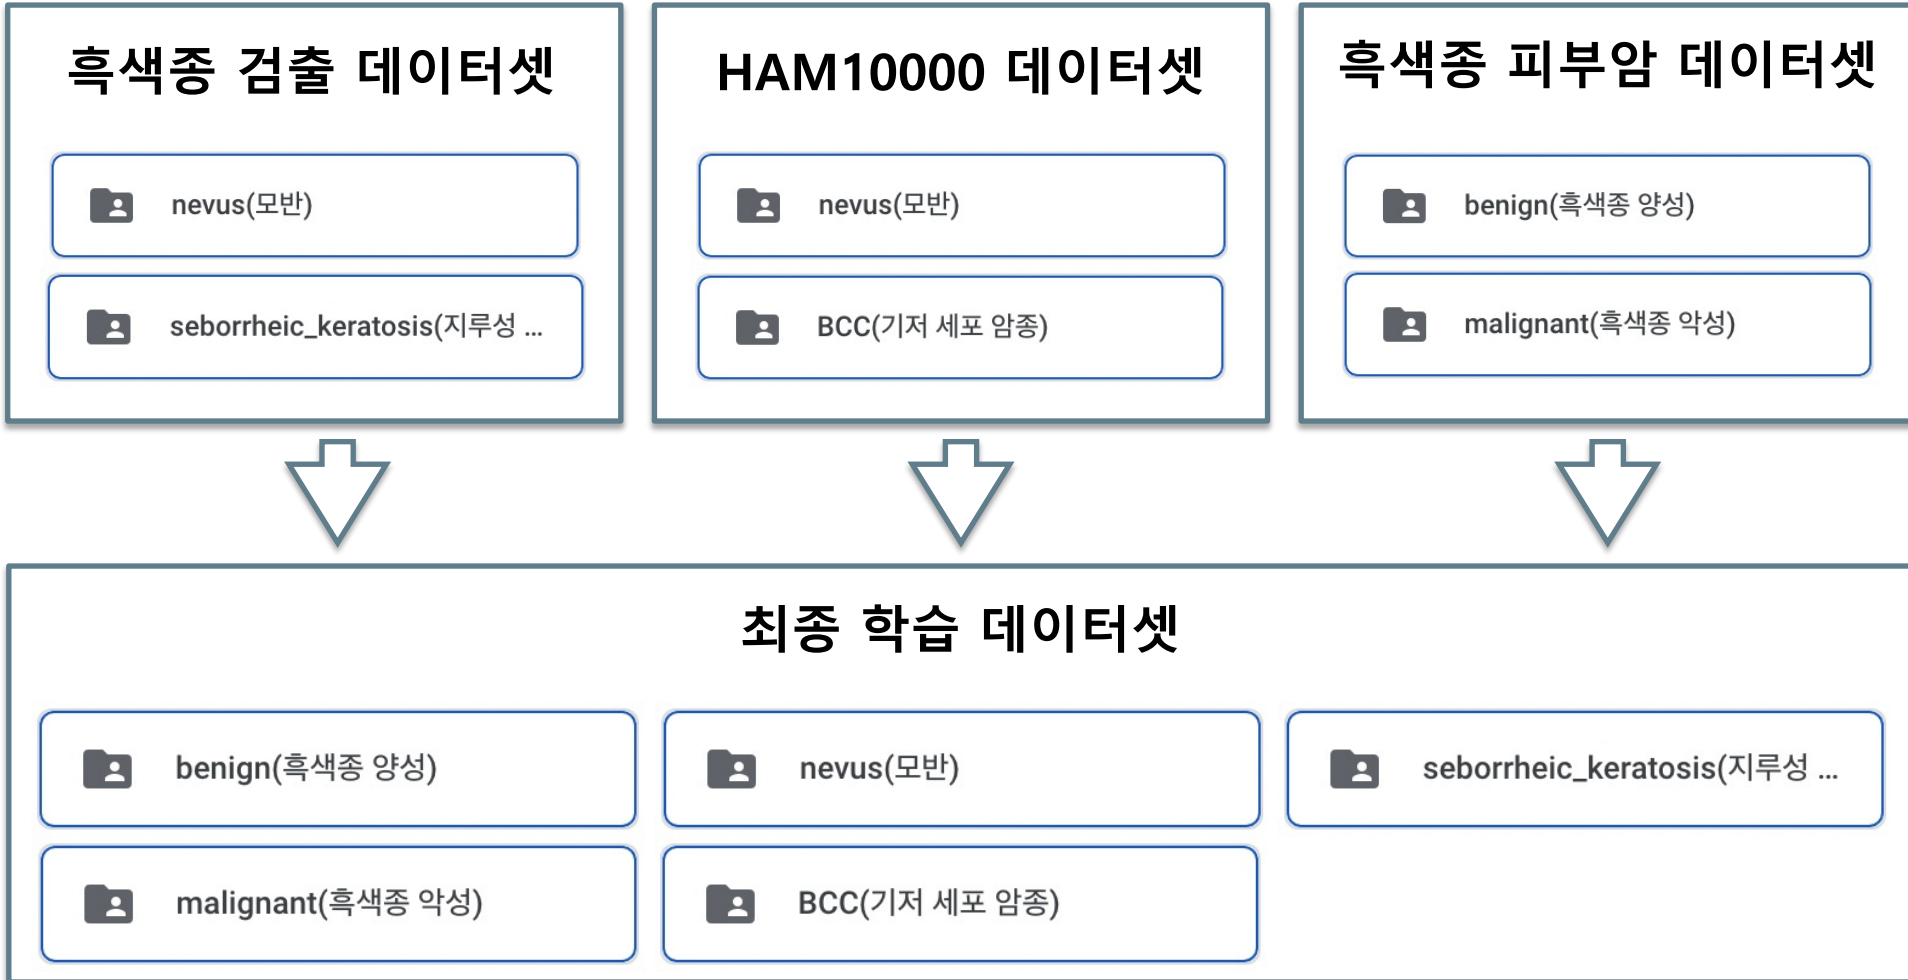 흑색종 검출 데이터셋
nevus(모반)
seborrheic_keratosis(지루성 ...
HAM10000 데이터셋
nevus(모반)
BCC(기저 세포 암종)
흑색종 피부암 데이터셋
benign(흑색종 양성)
malignant(흑색종 악성)
최종 학습 데이터셋
benign(흑색종 양성)
nevus(모반)
seborrheic_keratosis(지루성 ...
malignant(흑색종 악성)
BCC(기저 세포 암종)